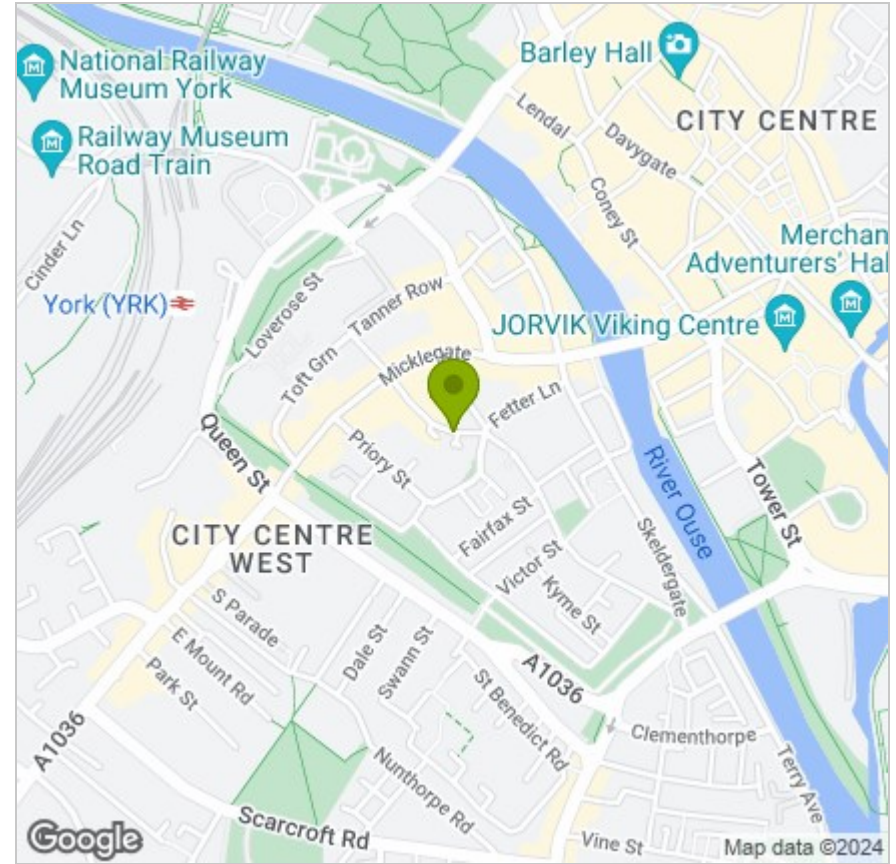 National Railway
Museum York
Barley Hall
Lendal
CITY CENTRE
Davygate
Railway Museum
Road Train
Coney St
Cinder Ln
Merchan
Adventurers' Hal
York (YRK)
Loverose St
Tanner Row
JORVIK Viking Centre
Toft Grn
Micklegate
Fetter Ln
Queen St
Priory St
River Ouse
Tower St
CITY CENTRE
WEST
Fairfax St
Skeldergate
Victor St
Kyme St
S Parade
E Mount Rd
Park St
Dale St
Swann St
A1036
St Benedict Rd
Clementhorpe
A1036
Nunthorpe Rd
Terry Ave
Scarcroft Rd
Vine St
Google
Map data ©2024